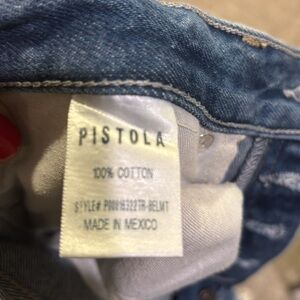 PISTOLA
100% COTTON
STYLE#
MADE IN MEXICO